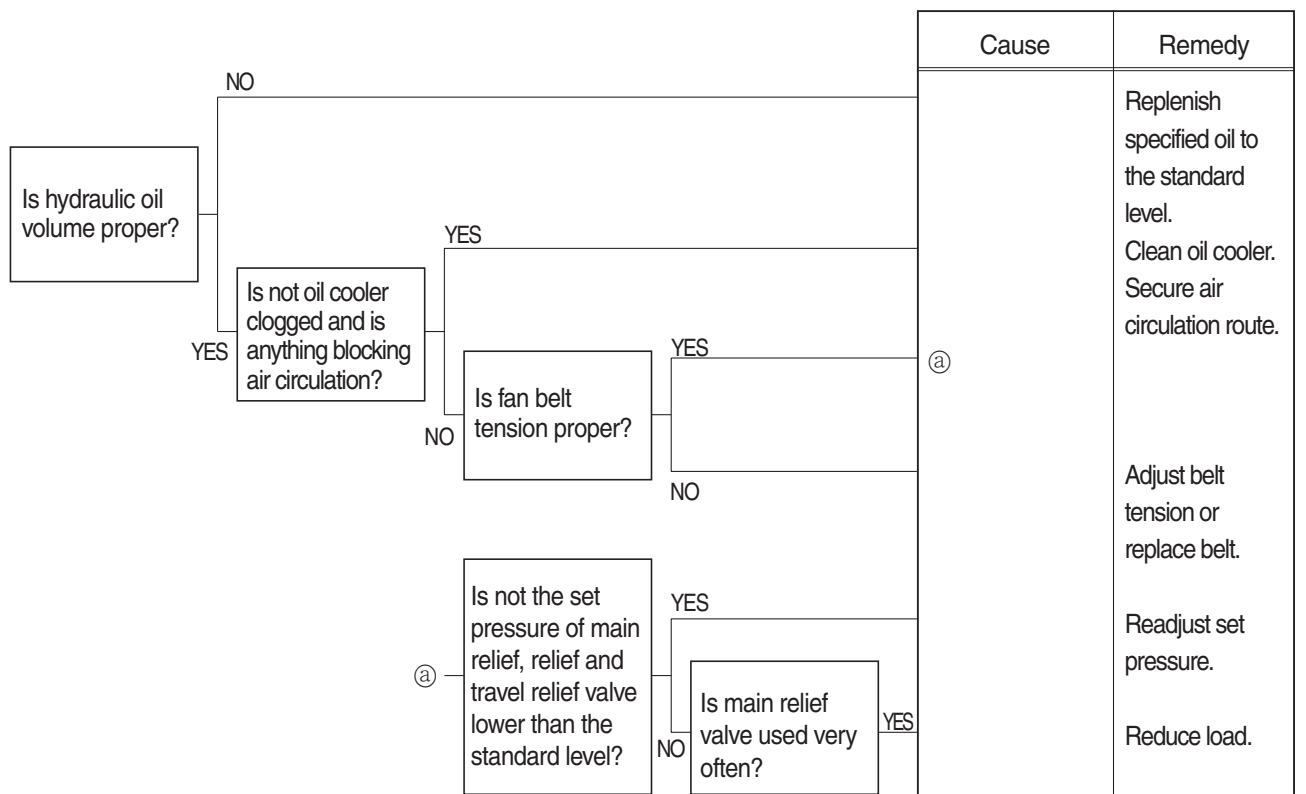 Cause
Remedy
NO
Replenish
specified oil to
the standard
level.
Is hydraulic oil
volume proper?
YES
Clean oil cooler.
Secure air
circulation route.
YES
Is not oil cooler
clogged and is
anything blocking
air circulation?
YES
ⓐ
NO
Is fan belt
tension proper?
NO
Adjust belt
tension or
replace belt.
ⓐ
Is not the set
pressure of main
relief, relief and
travel relief valve
lower than the
standard level?
YES
Readjust set
pressure.
NO
Is main relief
valve used very
often?
YES
Reduce load.